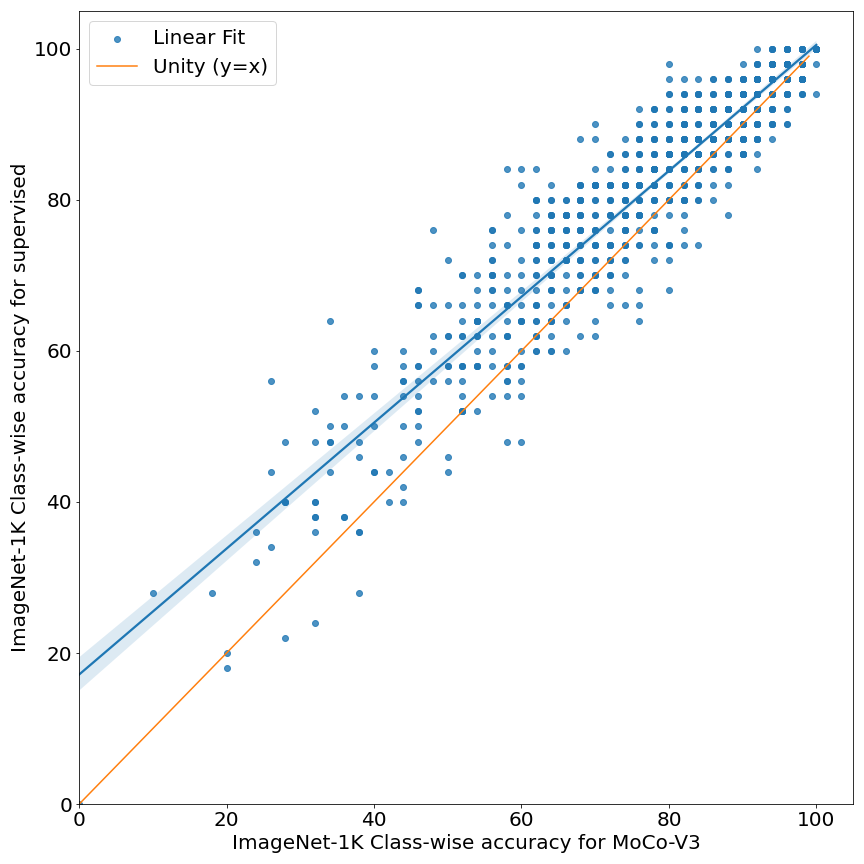 Linear Fit
Unity (y=x)
100
80
60
40
20
0
ImageNet-1K Class-wise accuracy for supervised
0 20 40 60 80 100
ImageNet-1K Class-wise accuracy for MoCo-V3